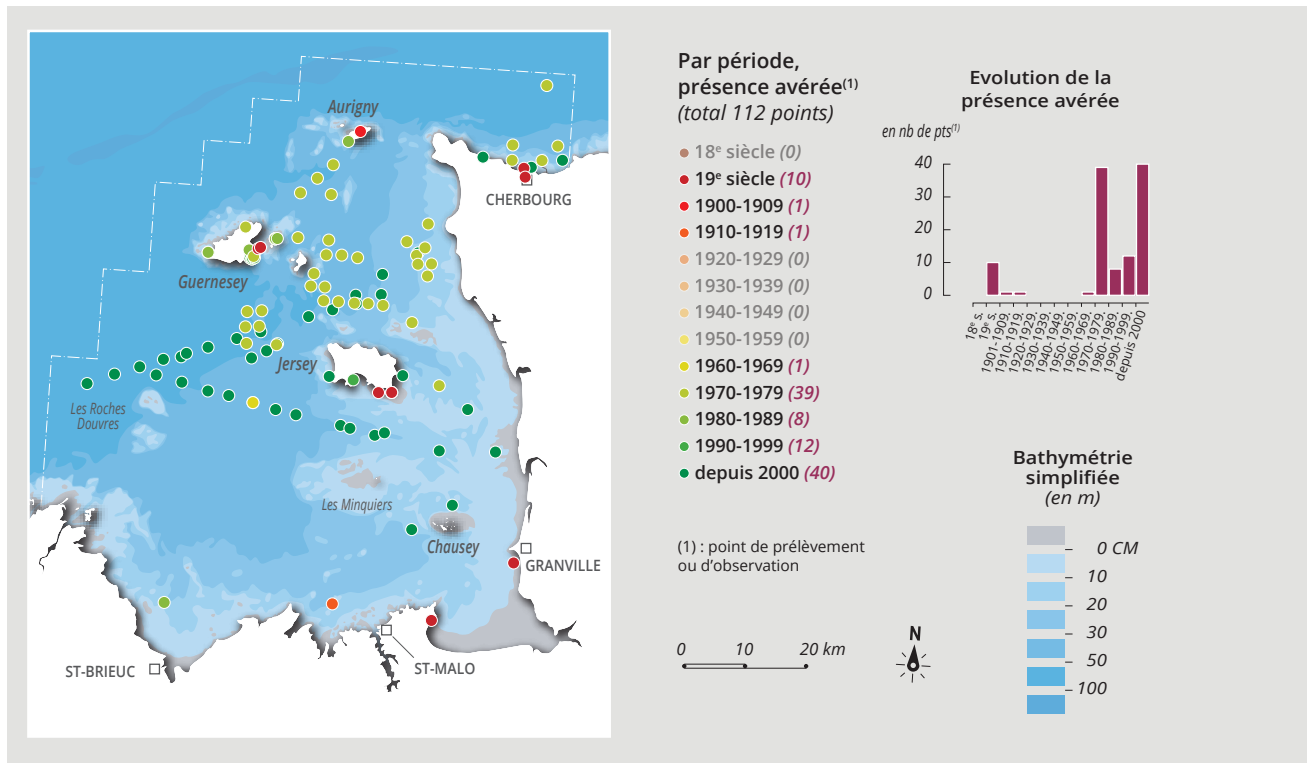 Aurigny
CHERBOURG
Guernesey
Jersey
Les Roches
Douvres
Les Minquiers
Chausey
GRANVILLE
ST-MALO
ST-BRIEUC
Par période,
présence avérée(1)
(total 112 points)
18e siècle (0)
19e siècle (10)
1900-1909 (1)
1910-1919 (1)
1920-1929 (0)
1930-1939 (0)
1940-1949 (0)
1950-1959 (0)
1960-1969 (1)
1970-1979 (39)
1980-1989 (8)
1990-1999 (12)
depuis 2000 (40)
(1) : point de prélèvement
ou d'observation
0 10 20 km
N
Evolution de la
présence avérée
en nb de pts(1)
40
30
20
10
0
18e s.
19e s.
1901-1909.
1910-1919.
1920-1929.
1930-1939.
1940-1949.
1950-1959.
1960-1969.
1970-1979.
1980-1989.
1990-1999.
depuis 2000
Bathymétrie
simplifiée
(en m)
0 CM
10
20
30
50
100